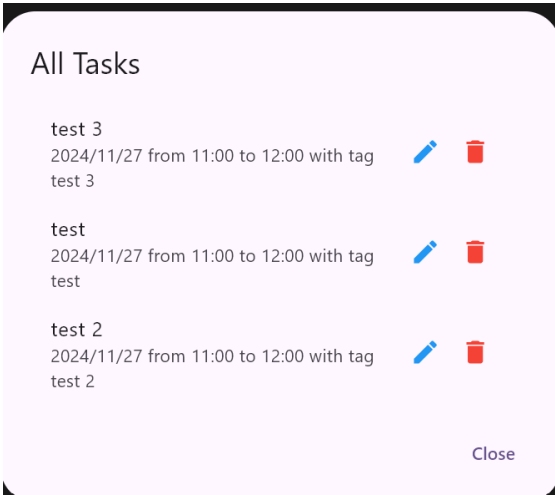 All Tasks
test 3
2024/11/27 from 11:00 to 12:00 with tag
test 3
test
2024/11/27 from 11:00 to 12:00 with tag
test
test 2
2024/11/27 from 11:00 to 12:00 with tag
test 2
Close